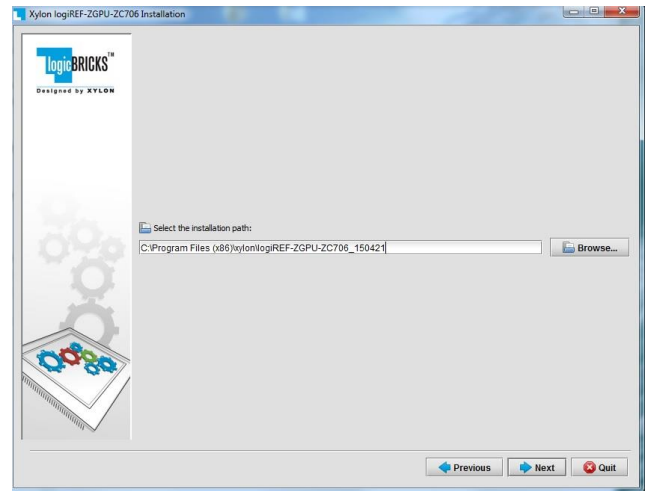 Xylon logiREF-ZGPU-ZC706 Installation
logicBRICKS™
Designed by XYLON
Select the installation path:
C:\Program Files (x86)\xylon\logiREF-ZGPU-ZC706_150421
Browse...
Previous
Next
Quit